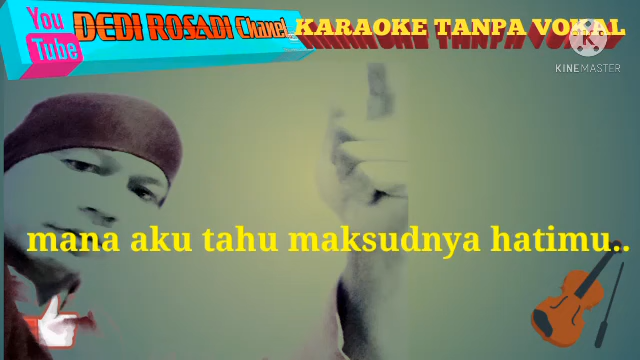 You
Tube
DEDI ROSADI Chanel
KARAOKE TANPA VOKAL
K
KINEMASTER
mana aku tahu maksudnya hatimu..